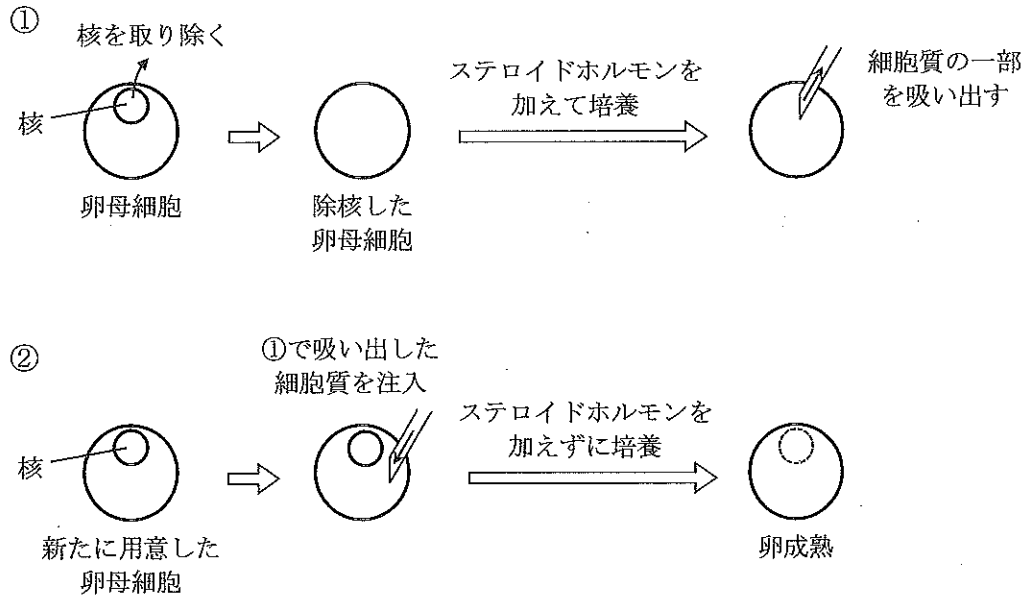 ①
核を取り除く
核
卵母細胞
除核した
卵母細胞
ステロイドホルモンを
加えて培養
細胞質の一部
を吸い出す
②
核
新たに用意した
卵母細胞
①で吸い出した
細胞質を注入
ステロイドホルモンを
加えずに培養
卵成熟